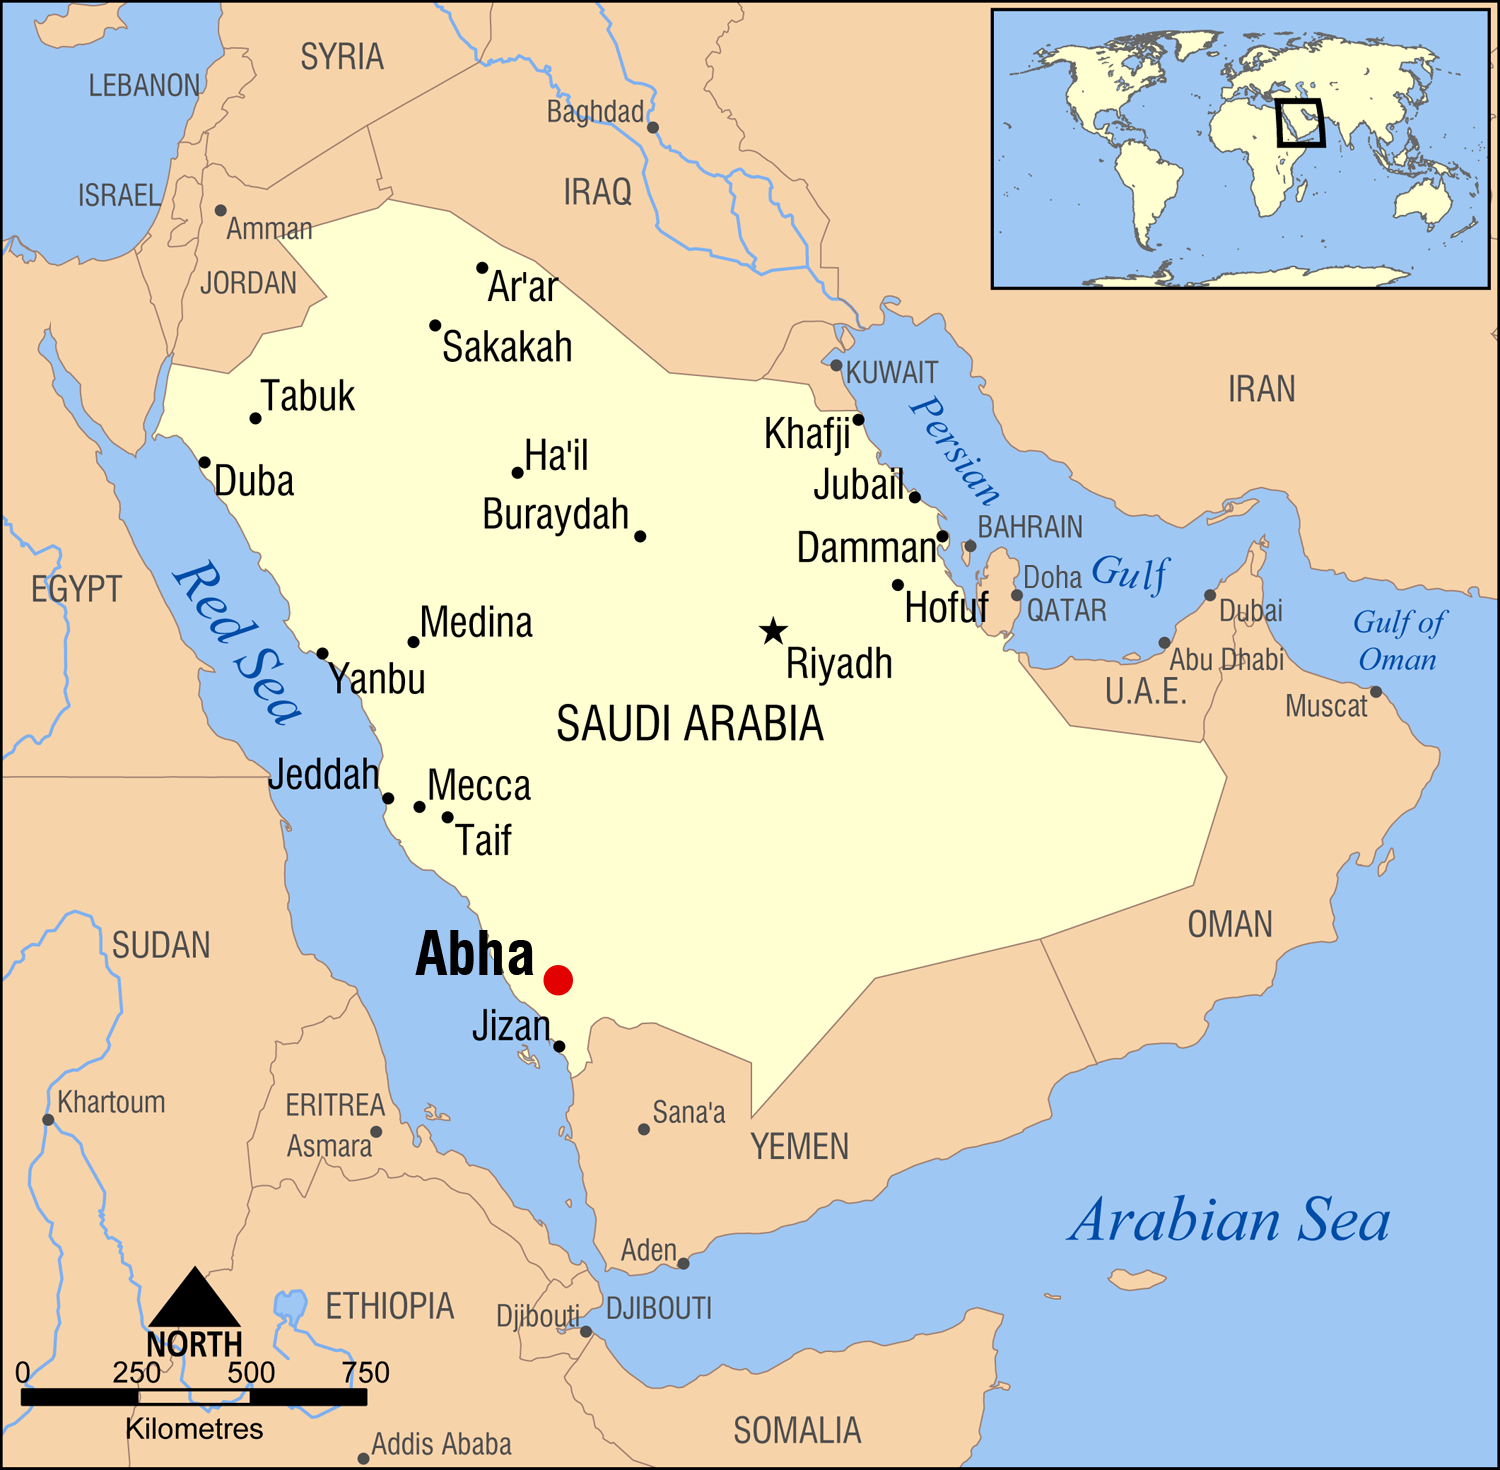 SYRIA
LEBANON
Baghdad
ISRAEL
IRAQ
Amman
JORDAN
Ar'ar
Sakakah
KUWAIT
IRAN
Tabuk
Persian
Khafji
Ha'il
Duba
Jubail
Buraydah
BAHRAIN
Damman
Gulf
Doha
EGYPT
Red Sea
Hofuf
QATAR
Dubai
Medina
Gulf of
Oman
Riyadh
Abu Dhabi
Yanbu
U.A.E.
Muscat
SAUDI ARABIA
Jeddah
Mecca
Taif
OMAN
SUDAN
Abha
Jizan
Khartoum
ERITREA
Sana'a
Asmara
YEMEN
Arabian Sea
Aden
ETHIOPIA
Djibouti
DJIBOUTI
NORTH
0 250 500 750
Kilometres
SOMALIA
Addis Ababa